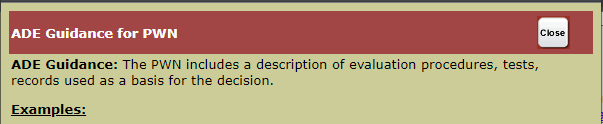 ADE Guidance for PWN
Close
ADE Guidance: The PWN includes a description of evaluation procedures, tests,
records used as a basis for the decision.
Examples: